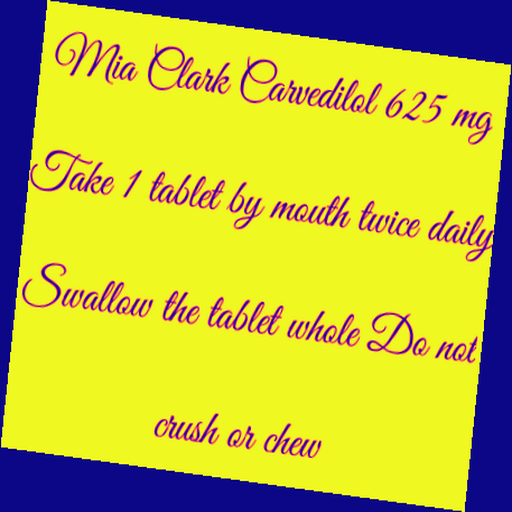 Mia Clark Carvedilol 625 mg
Take 1 tablet by mouth twice daily
Swallow the tablet whole Do not
crush or chew